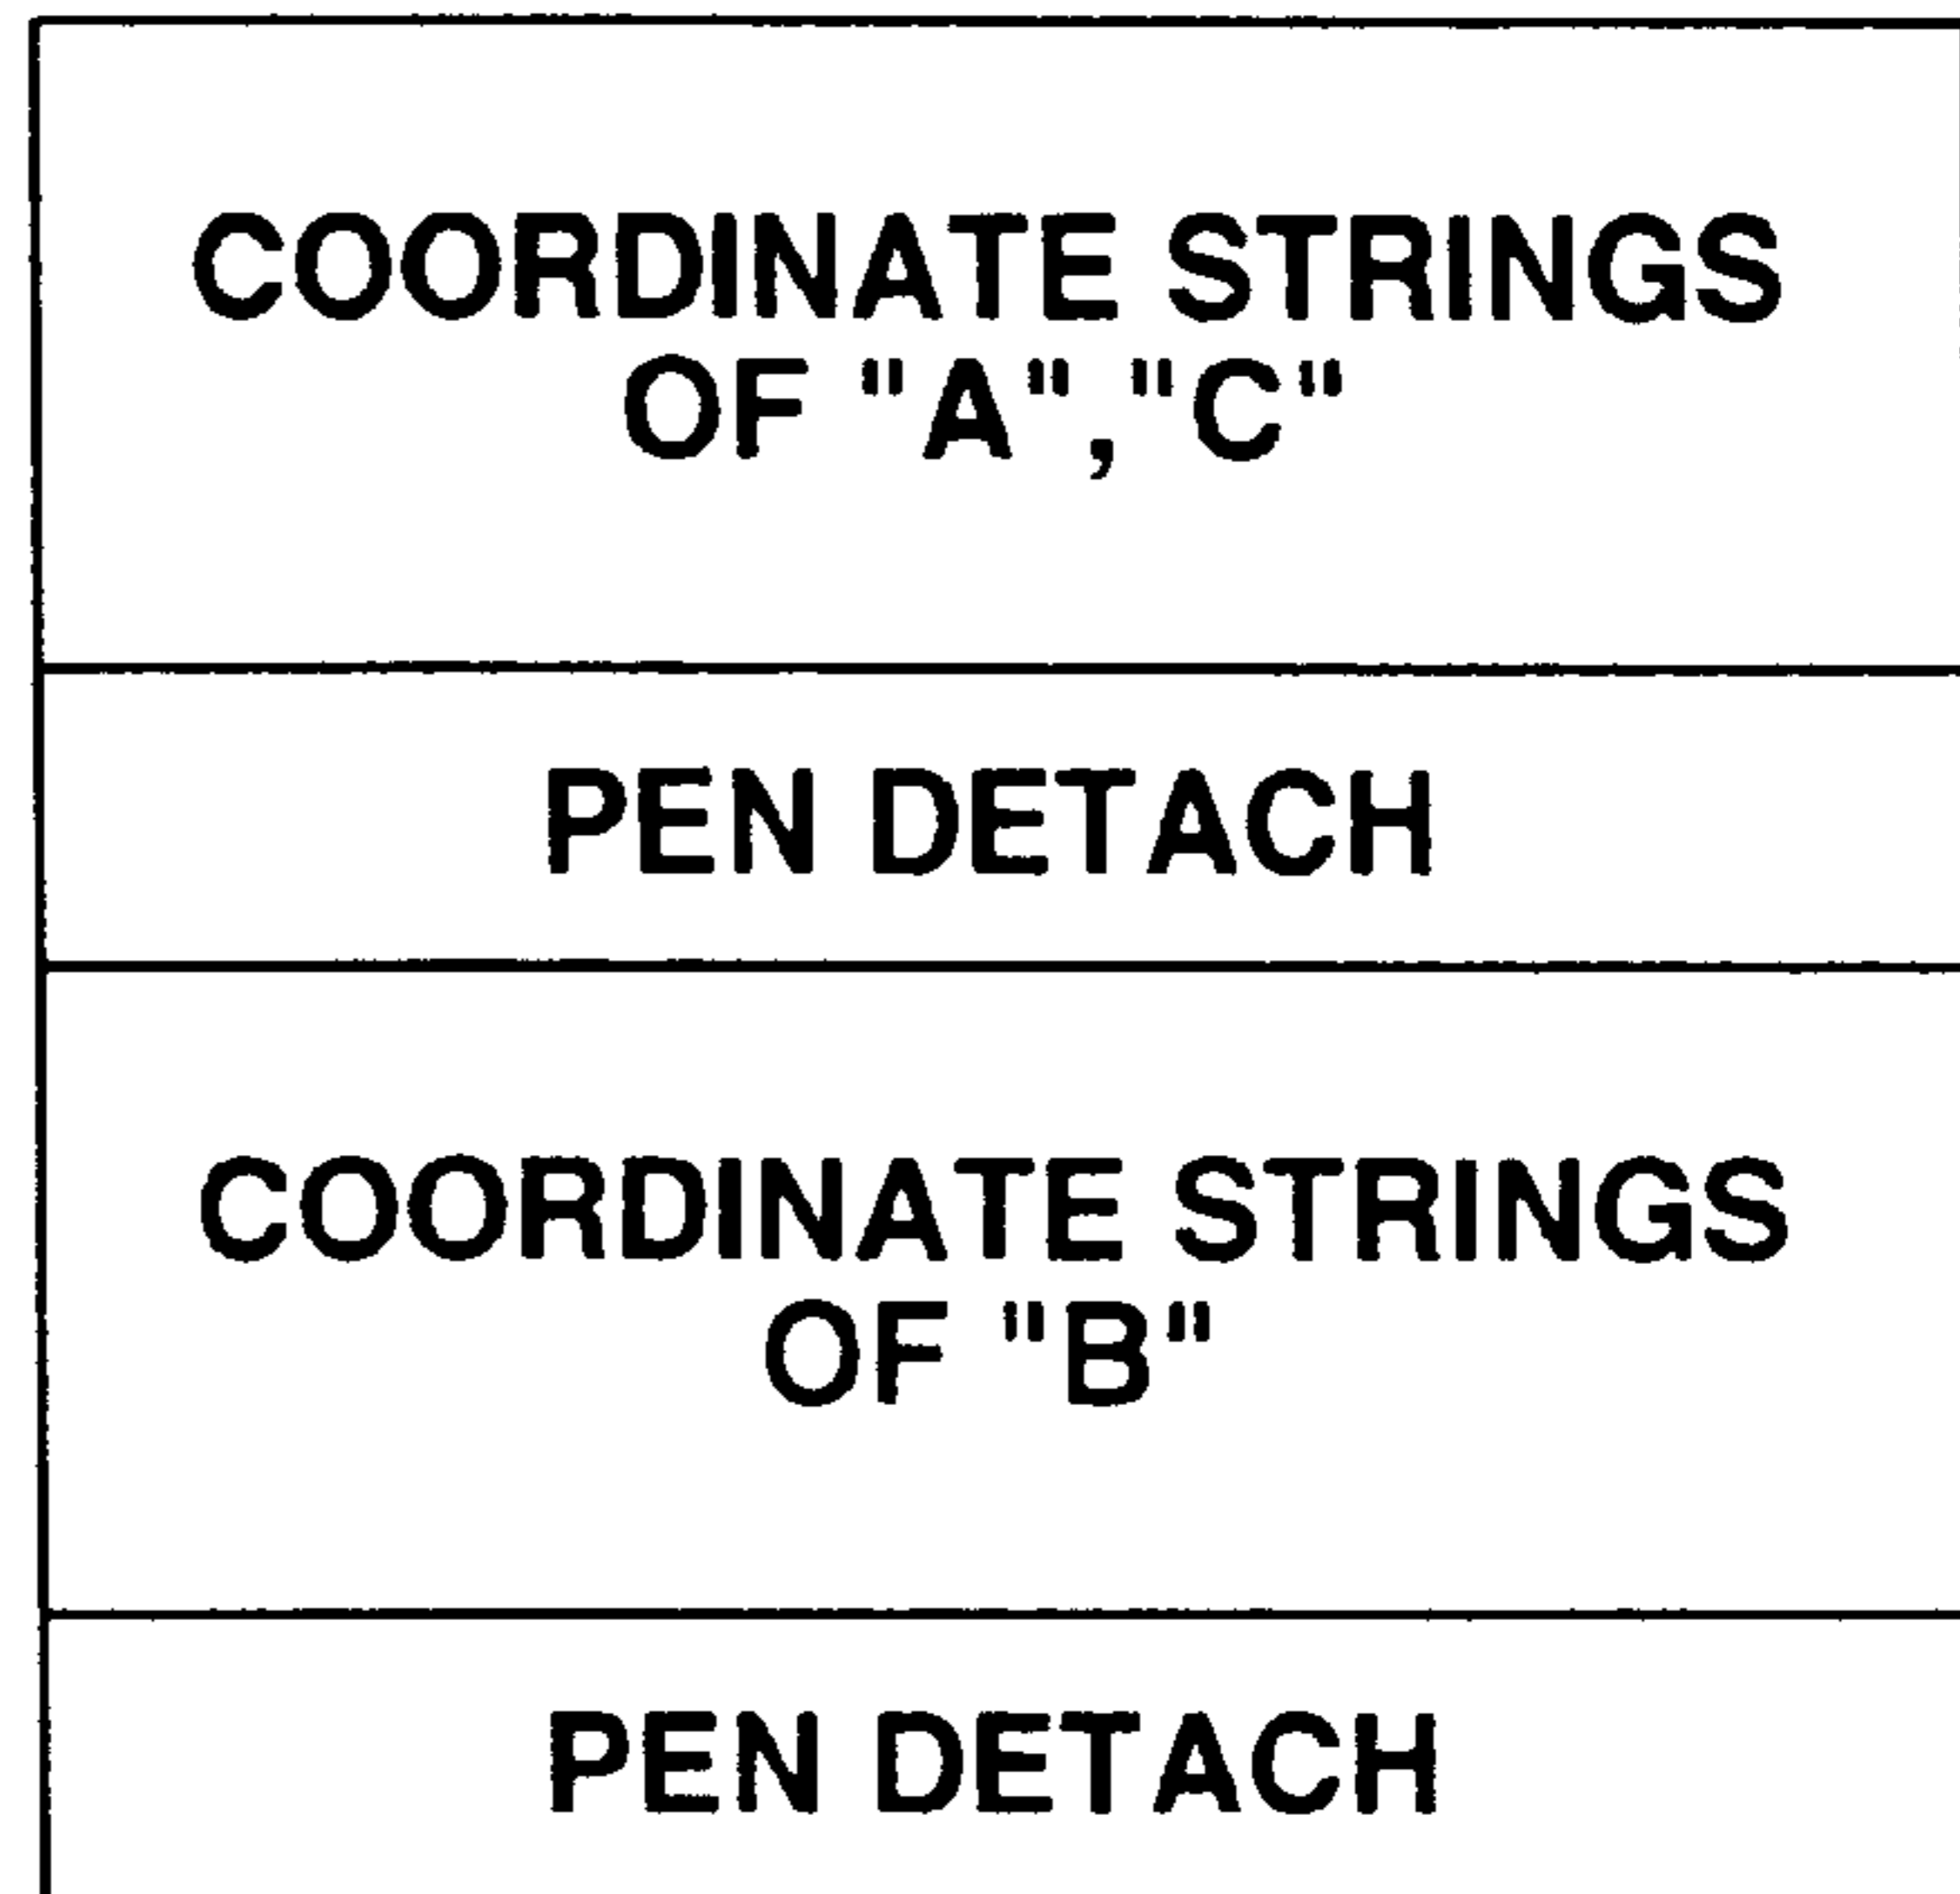 COORDINATE STRINGS
OF "A","C"
PEN DETACH
COORDINATE STRINGS
OF "B"
PEN DETACH